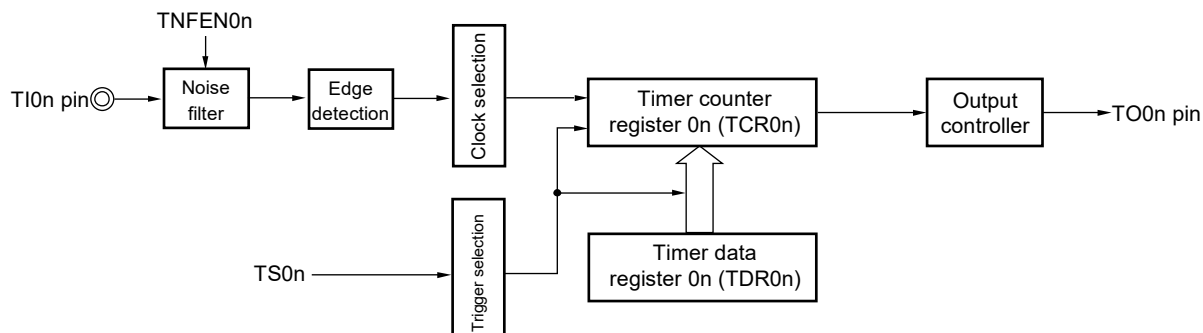 TNFEN0n
TI0n pin
Noise
filter
Edge
detection
Clock selection
Timer counter
register 0n (TCR0n)
Output
controller
TO0n pin
TS0n
Trigger selection
Timer data
register 0n (TDR0n)